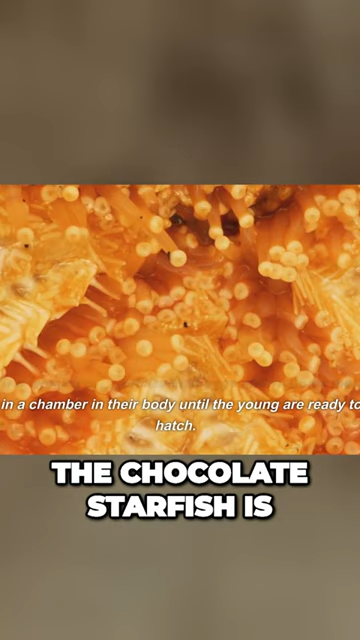 in a chamber in their body until the young are ready to
hatch.
THE CHOCOLATE
STARFISH IS